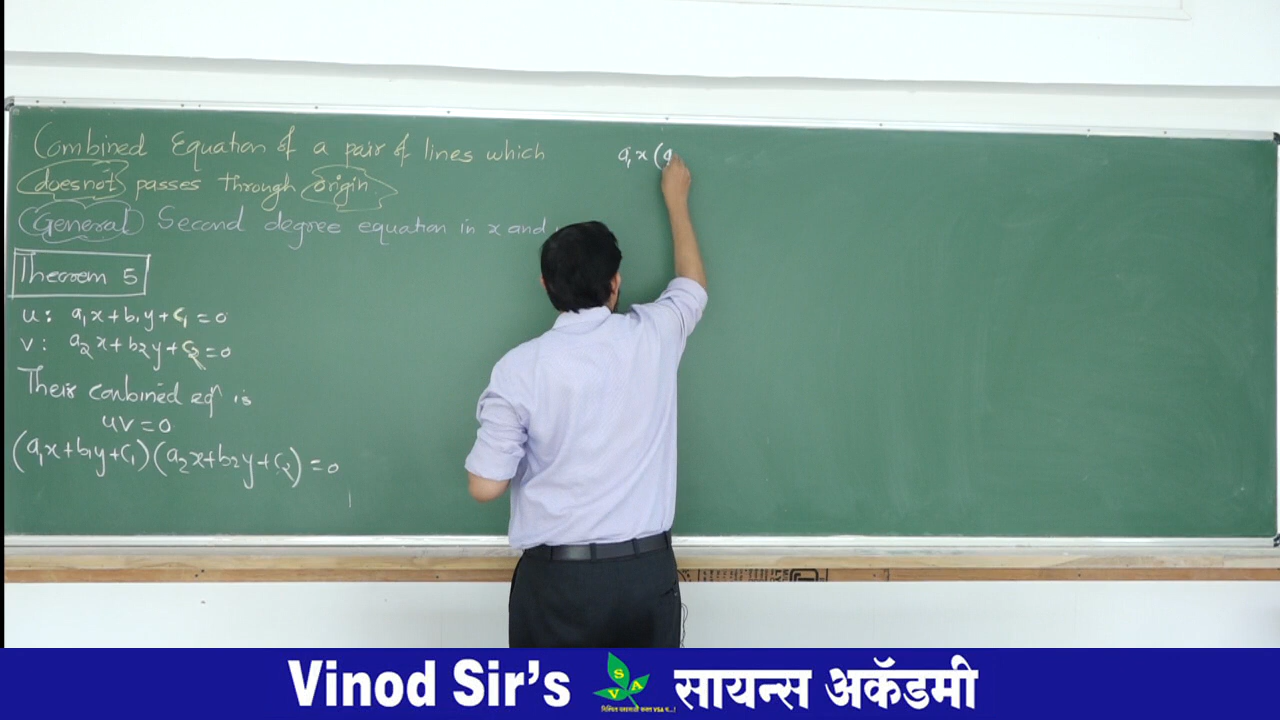 Combined Equation of a pair of lines which
doesnot passes through origin
General Second degree equation in x and
Theorem 5
u: a₁x+b₁y+c₁=0
v: a₂x+b₂y+c₂=0
Their combined eqⁿ is
uv=0
(a₁x+b₁y+c₁)(a₂x+b₂y+c₂)=0
a₁x(a
Vinod Sir's SVA सायन्स अकॅडमी